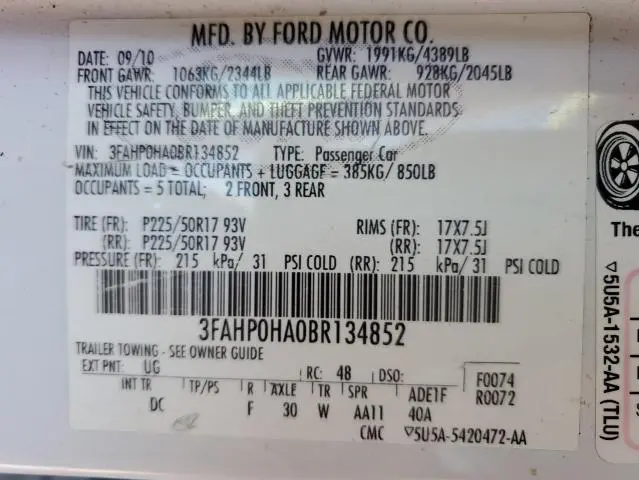 MFD. BY FORD MOTOR CO.
DATE: 09/10 GVWR: 1991KG/4389LB
FRONT GAWR: 1063KG/2344LB REAR GAWR: 928KG/2045LB
THIS VEHICLE CONFORMS TO ALL APPLICABLE FEDERAL MOTOR
VEHICLE SAFETY, BUMPER, AND THEFT PREVENTION STANDARDS
IN EFFECT ON THE DATE OF MANUFACTURE SHOWN ABOVE.
VIN: 3FAHP0HA0BR134852 TYPE: Passenger Car
MAXIMUM LOAD = OCCUPANTS + LUGGAGE = 385KG/ 850LB
OCCUPANTS = 5 TOTAL; 2 FRONT, 3 REAR
TIRE (FR): P225/50R17 93V RIMS (FR): 17X7.5J
(RR): P225/50R17 93V (RR): 17X7.5J
PRESSURE (FR): 215 kPa/ 31 PSI COLD (RR): 215 kPa/ 31 PSI COLD
3FAHP0HA0BR134852
TRAILER TOWING - SEE OWNER GUIDE
EXT PNT: UG RC: 48 DSO: F0074
INT TR TP/PS R AXLE TR SPR ADE1F R0072
DC F 30 W AA11 40A
CMC ▽5U5A-5420472-AA
The
▽5U5A-1532-AA (TLU)